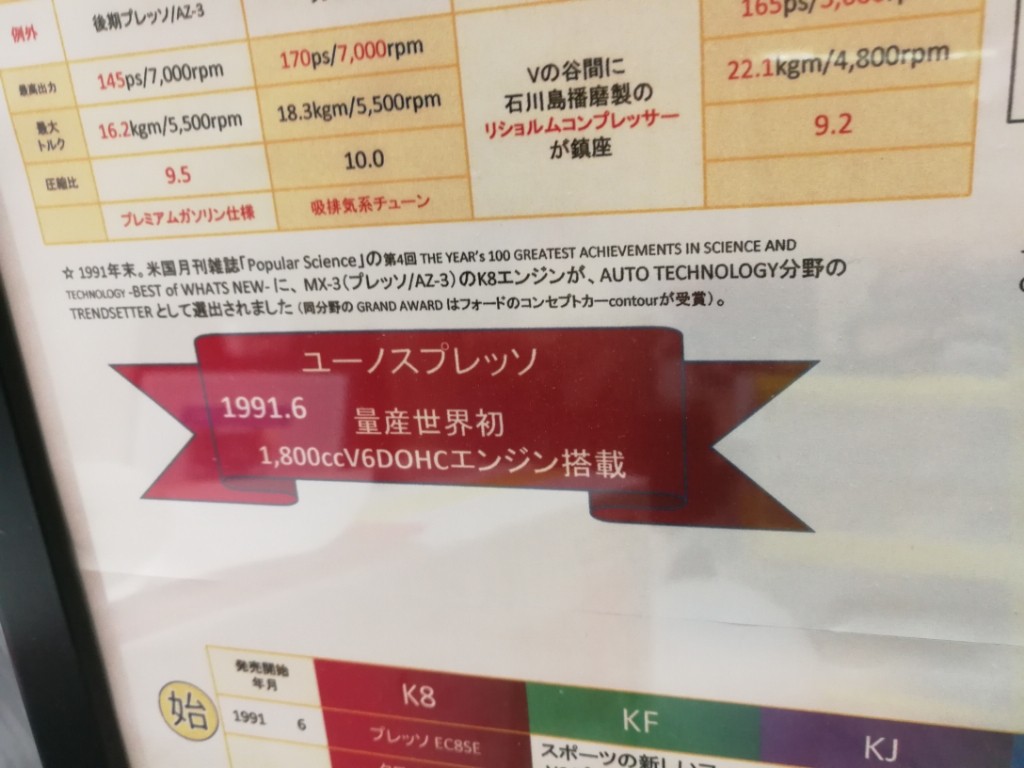 後期プレッソ/AZ-3
例外
165ps/
最高出力 145ps/7,000rpm 170ps/7,000rpm
最大トルク 16.2kgm/5,500rpm 18.3kgm/5,500rpm 22.1kgm/4,800rpm
圧縮比 9.5 10.0 9.2
プレミアムガソリン仕様 吸排気系チューン
Vの谷間に
石川島播磨製の
リショルムコンプレッサー
が鎮座
☆ 1991年末。米国月刊雑誌「Popular Science」の第4回 THE YEAR's 100 GREATEST ACHIEVEMENTS IN SCIENCE AND
TECHNOLOGY -BEST of WHATS NEW- に、MX-3(プレッソ/AZ-3)のK8エンジンが、AUTO TECHNOLOGY分野の
TRENDSETTER として選出されました(同分野の GRAND AWARD はフォードのコンセプトカーcontourが受賞)。
ユーノスプレッソ
1991.6 量産世界初
1,800ccV6DOHCエンジン搭載
始
発売開始
年月
K8
KF
KJ
1991 6
プレッソ EC8SE
スポーツの新しい